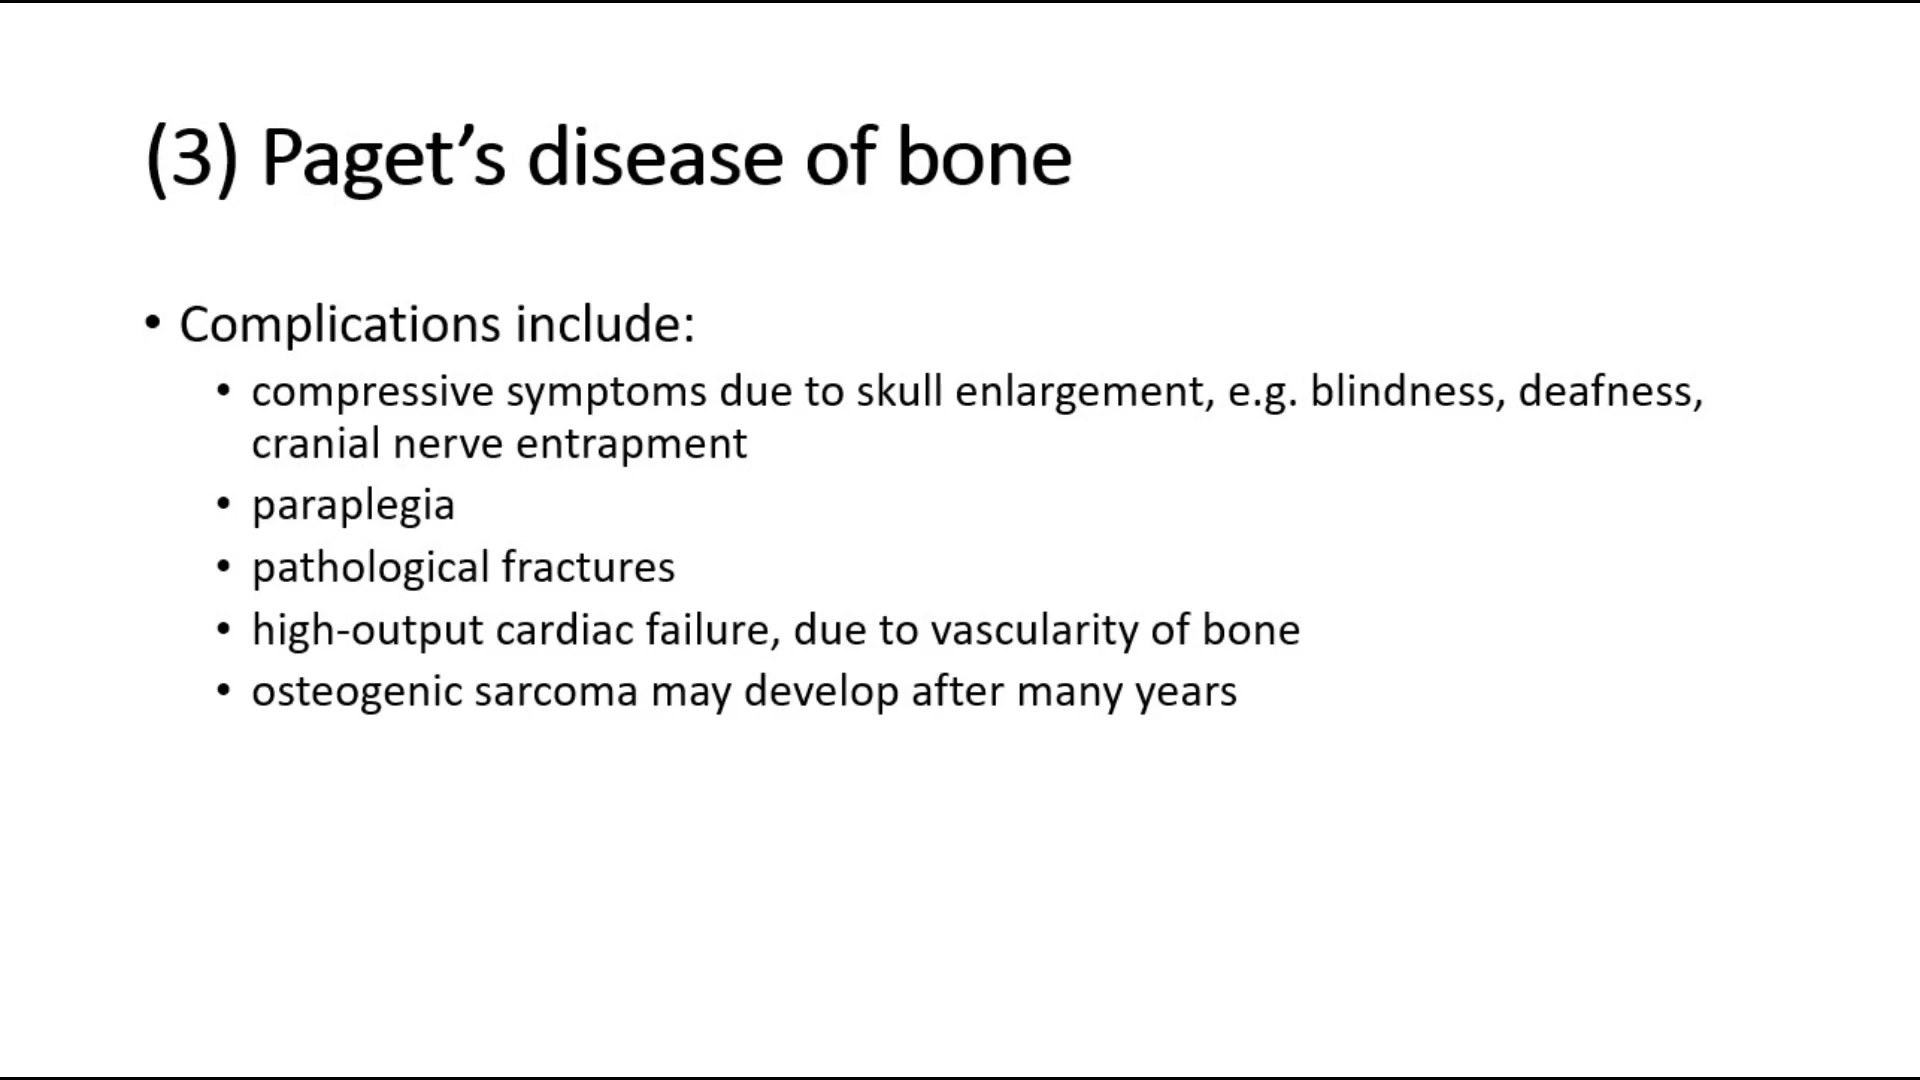 (3) Paget’s disease of bone
• Complications include:
• compressive symptoms due to skull enlargement, e.g. blindness, deafness,
cranial nerve entrapment
• paraplegia
• pathological fractures
• high-output cardiac failure, due to vascularity of bone
• osteogenic sarcoma may develop after many years